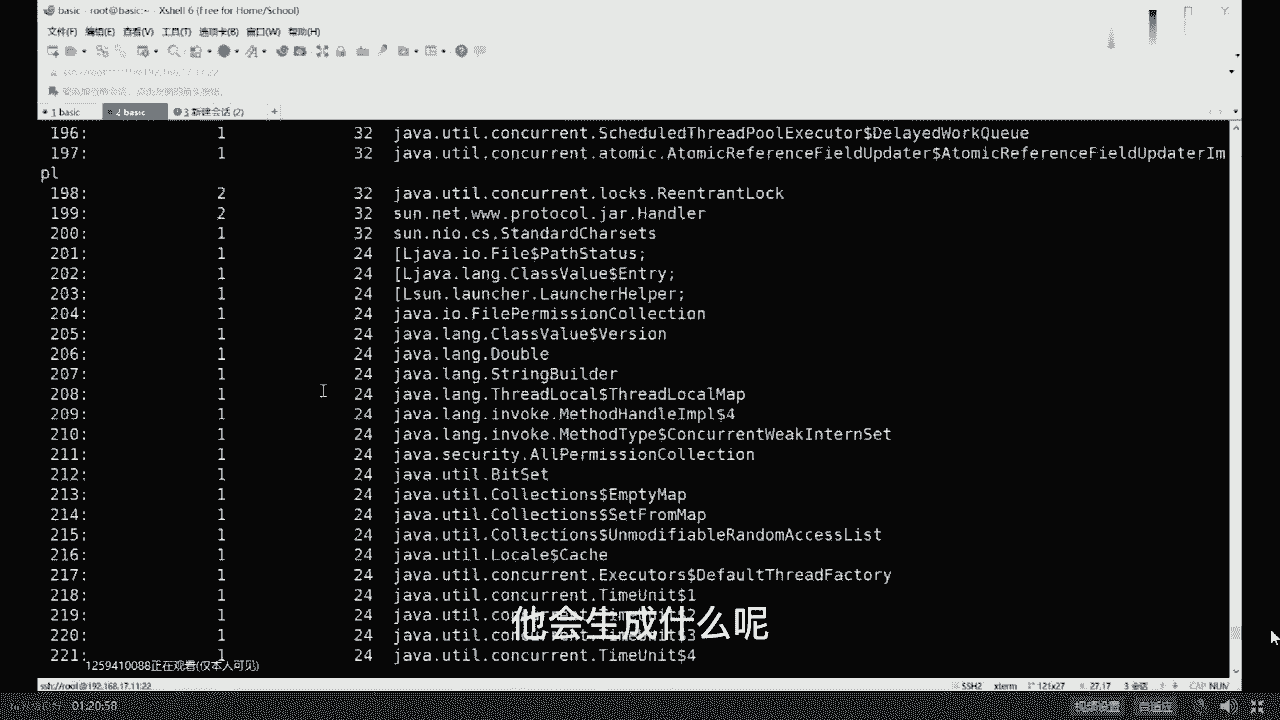 basic - root@basic:~ - Xshell 6 (Free for Home/School)
文件(F) 编辑(E) 查看(V) 工具(T) 选项卡(B) 窗口(W) 帮助(H)
1 basic 2 basic 3 新建会话 (2) +
196: 1 32 java.util.concurrent.ScheduledThreadPoolExecutor$DelayedWorkQueue
197: 1 32 java.util.concurrent.atomic.AtomicReferenceFieldUpdater$AtomicReferenceFieldUpdaterIm
pl
198: 2 32 java.util.concurrent.locks.ReentrantLock
199: 2 32 sun.net.www.protocol.jar.Handler
200: 1 32 sun.nio.cs.StandardCharsets
201: 1 24 [Ljava.io.File$PathStatus;
202: 1 24 [Ljava.lang.ClassValue$Entry;
203: 1 24 [Lsun.launcher.LauncherHelper;
204: 1 24 java.io.FilePermissionCollection
205: 1 24 java.lang.ClassValue$Version
206: 1 24 java.lang.Double
207: 1 24 java.lang.StringBuilder
208: 1 24 java.lang.ThreadLocal$ThreadLocalMap
209: 1 24 java.lang.invoke.MethodHandleImpl$4
210: 1 24 java.lang.invoke.MethodType$ConcurrentWeakInternSet
211: 1 24 java.security.AllPermissionCollection
212: 1 24 java.util.BitSet
213: 1 24 java.util.Collections$EmptyMap
214: 1 24 java.util.Collections$SetFromMap
215: 1 24 java.util.Collections$UnmodifiableRandomAccessList
216: 1 24 java.util.Locale$Cache
217: 1 24 java.util.concurrent.Executors$DefaultThreadFactory
218: 1 24 java.util.concurrent.TimeUnit$1
219: 1 24 java.util.concurrent.TimeUnit$2
220: 1 24 java.util.concurrent.TimeUnit$3
221: 1 24 java.util.concurrent.TimeUnit$4
他会生成什么呢
1259410088正在观看(仅本人可见)
ssh://root@192.168.17.11:22 SSH2 xterm 121x27 27,17 3 会话 CAP NUM
01:20:58 视频设置 自适应